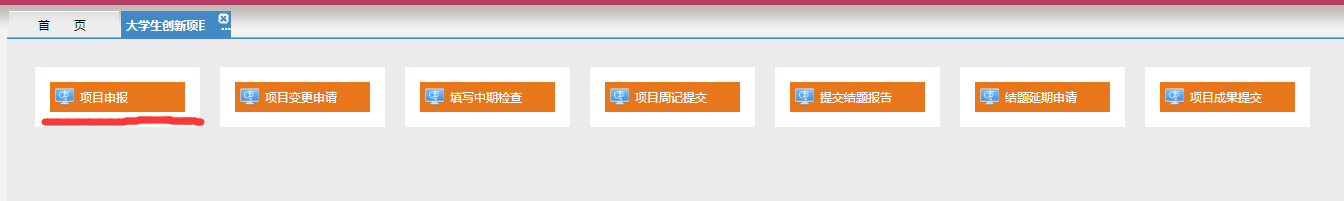 首 页
大学生创新项目...
项目申报
项目变更申请
填写中期检查
项目周记提交
提交结题报告
结题延期申请
项目成果提交